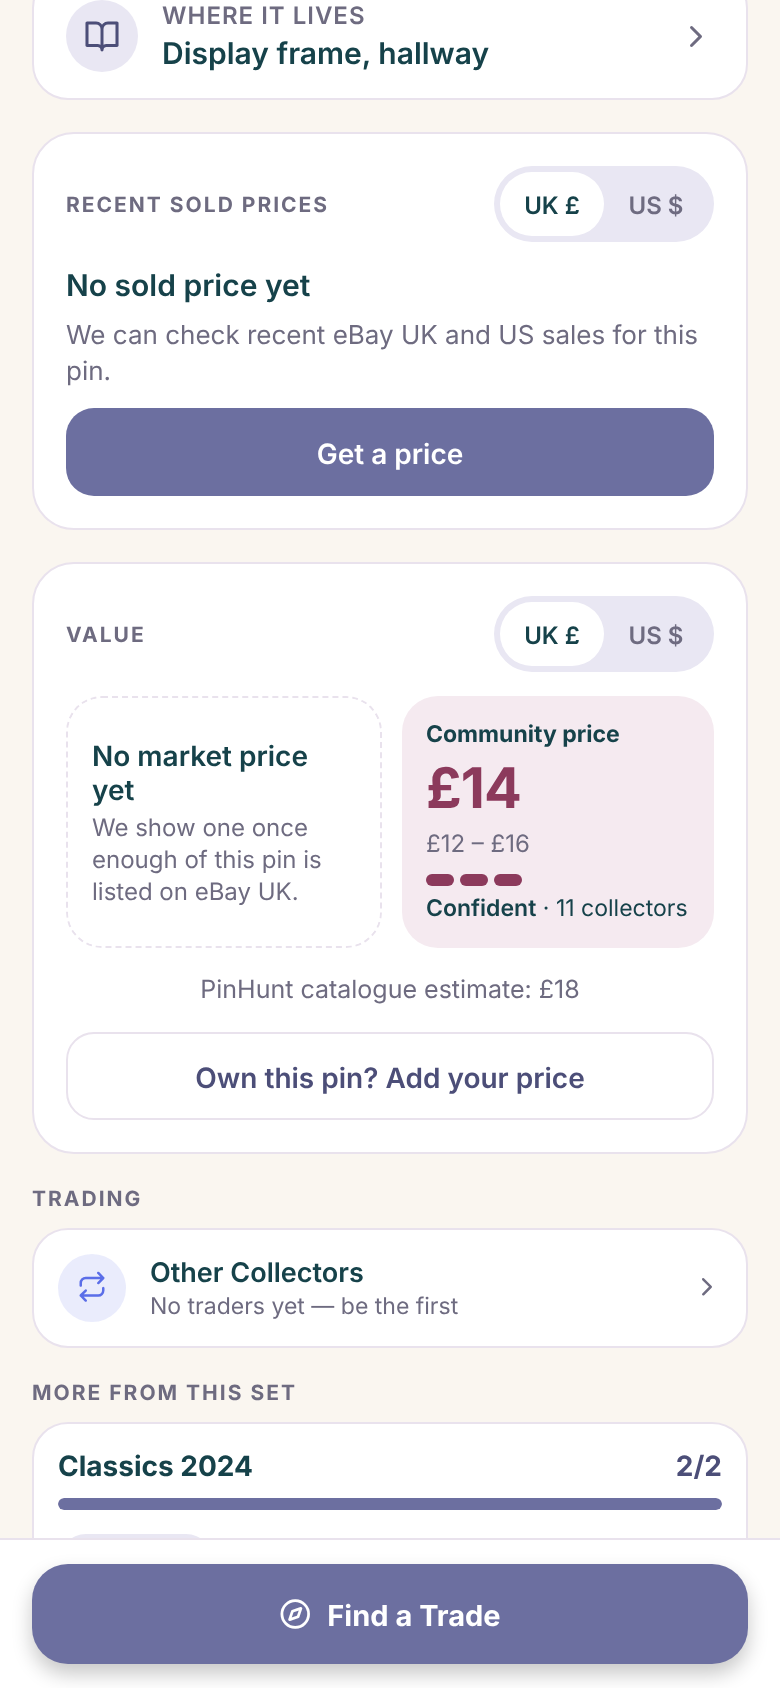 WHERE IT LIVES
Display frame, hallway
RECENT SOLD PRICES
UK £ US $
No sold price yet
We can check recent eBay UK and US sales for this
pin.
Get a price
VALUE
UK £ US $
No market price
yet
We show one once
enough of this pin is
listed on eBay UK.
Community price
£14
£12 – £16
Confident · 11 collectors
PinHunt catalogue estimate: £18
Own this pin? Add your price
TRADING
Other Collectors
No traders yet — be the first
MORE FROM THIS SET
Classics 2024 2/2
Find a Trade